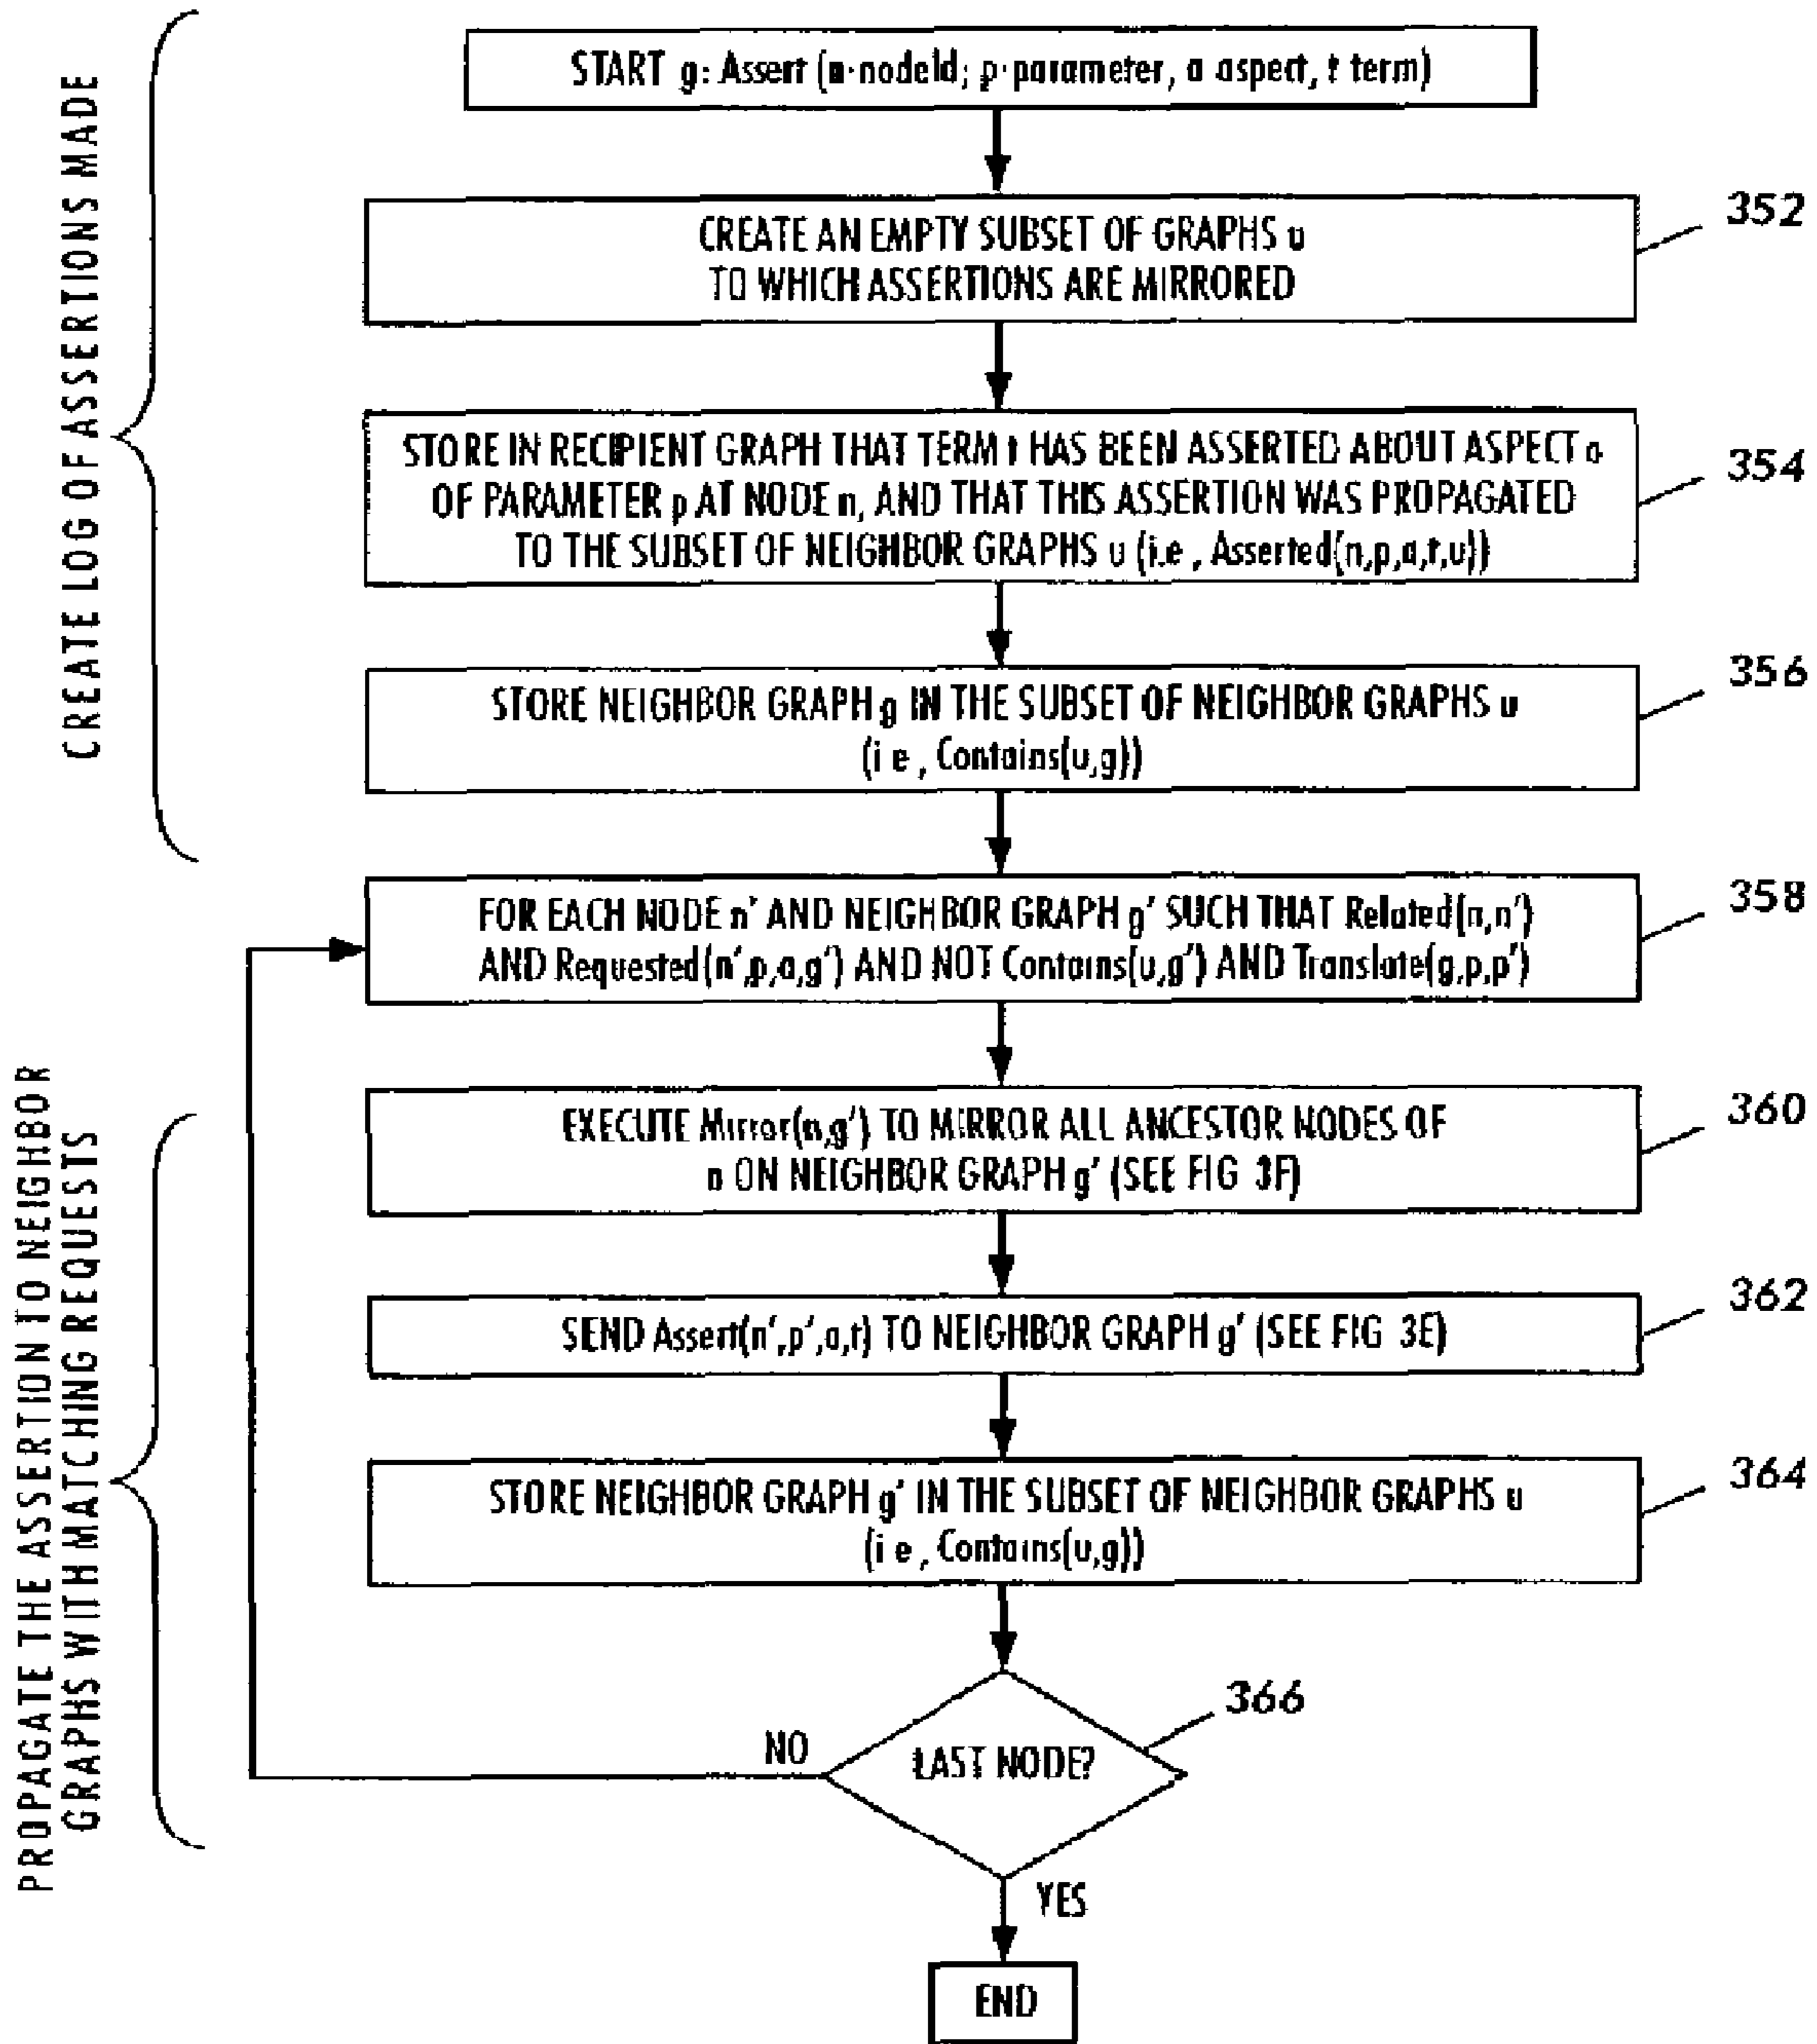 CREATE LOG OF ASSERTIONS MADE
START g: Assert (n·nodeId; p·parameter, a aspect, t term)
352
CREATE AN EMPTY SUBSET OF GRAPHS u
TO WHICH ASSERTIONS ARE MIRRORED
354
STORE IN RECIPIENT GRAPH THAT TERM t HAS BEEN ASSERTED ABOUT ASPECT a
OF PARAMETER p AT NODE n, AND THAT THIS ASSERTION WAS PROPAGATED
TO THE SUBSET OF NEIGHBOR GRAPHS u (i.e , Asserted(n,p,a,t,u))
356
STORE NEIGHBOR GRAPH g IN THE SUBSET OF NEIGHBOR GRAPHS u
(i e , Contains(u,g))
358
FOR EACH NODE n' AND NEIGHBOR GRAPH g' SUCH THAT Related(n,n')
AND Requested(n',p,a,g') AND NOT Contains(u,g') AND Translate(g,p,p')
PROPAGATE THE ASSERTION TO NEIGHBOR
GRAPHS WITH MATCHING REQUESTS
360
EXECUTE Mirror(n,g') TO MIRROR ALL ANCESTOR NODES OF
n ON NEIGHBOR GRAPH g' (SEE FIG 3F)
362
SEND Assert(n',p',a,t) TO NEIGHBOR GRAPH g' (SEE FIG 3E)
364
STORE NEIGHBOR GRAPH g' IN THE SUBSET OF NEIGHBOR GRAPHS u
(i e , Contains(u,g))
366
LAST NODE?
NO
YES
END